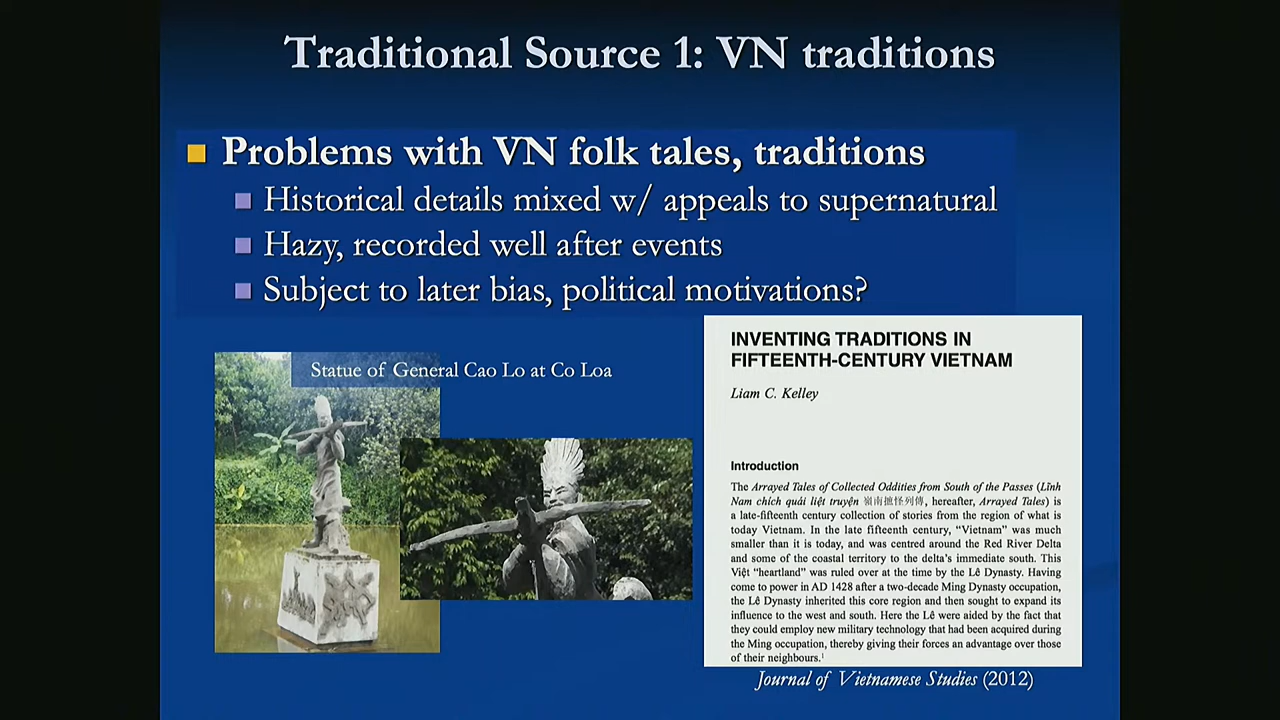 Traditional Source 1: VN traditions
Problems with VN folk tales, traditions
Historical details mixed w/ appeals to supernatural
Hazy, recorded well after events
Subject to later bias, political motivations?
Statue of General Cao Lo at Co Loa
INVENTING TRADITIONS IN
FIFTEENTH-CENTURY VIETNAM
Liam C. Kelley
Introduction
The Arrayed Tales of Collected Oddities from South of the Passes (Lĩnh
Nam chích quái liệt truyện 嶺南摭怪列傳, hereafter, Arrayed Tales) is
a late-fifteenth century collection of stories from the region of what is
today Vietnam. In the late fifteenth century, “Vietnam” was much
smaller than it is today, and was centred around the Red River Delta
and some of the coastal territory to the delta's immediate south. This
Việt “heartland” was ruled over at the time by the Lê Dynasty. Having
come to power in AD 1428 after a two-decade Ming Dynasty occupation,
the Lê Dynasty inherited this core region and then sought to expand its
influence to the west and south. Here the Lê were aided by the fact that
they could employ new military technology that had been acquired during
the Ming occupation, thereby giving their forces an advantage over those
of their neighbours.¹
Journal of Vietnamese Studies (2012)